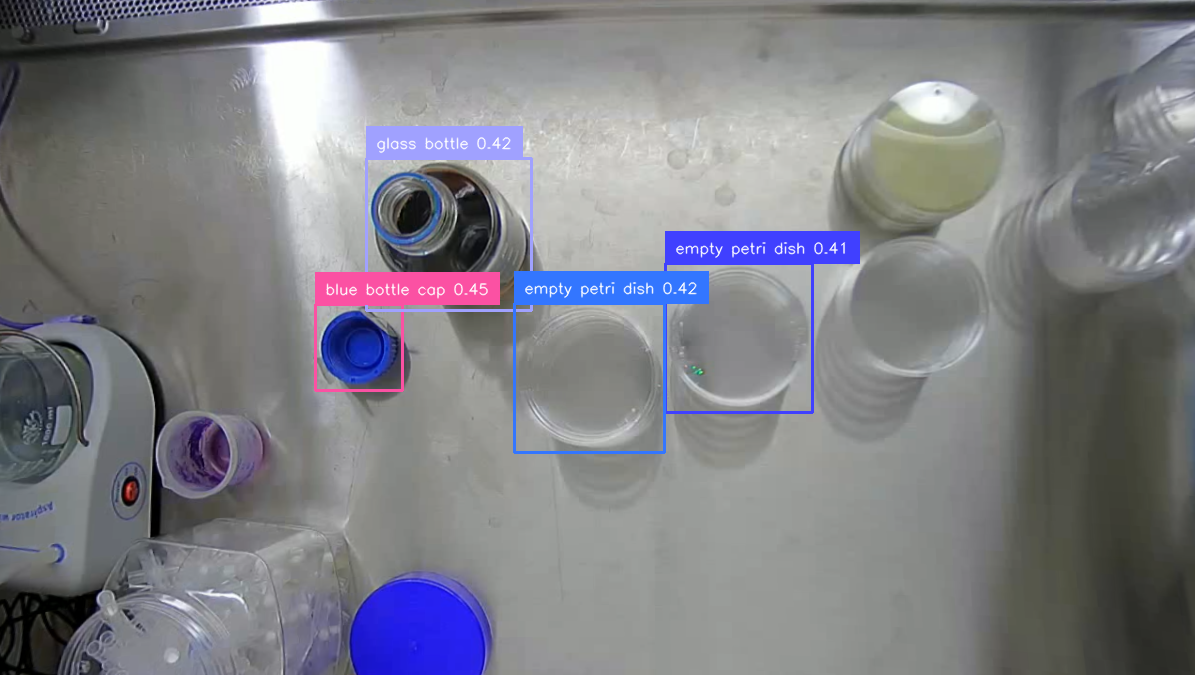 glass bottle 0.42
empty petri dish 0.41
blue bottle cap 0.45
empty petri dish 0.42
Aspirator